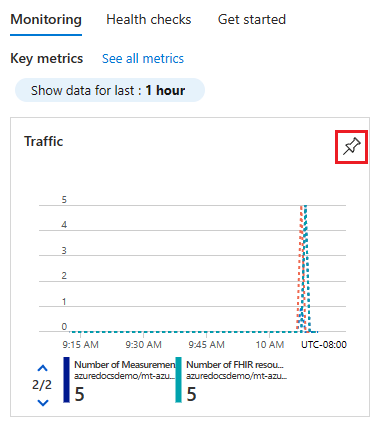 Monitoring Health checks Get started
Key metrics See all metrics
Show data for last : 1 hour
Traffic
5
4
3
2
1
0
9:15 AM 9:30 AM 9:45 AM 10 AM UTC-08:00
2/2
Number of Measuremen
azuredocsdemo/mt-azu...
5
Number of FHIR resou...
azuredocsdemo/mt-azu...
5